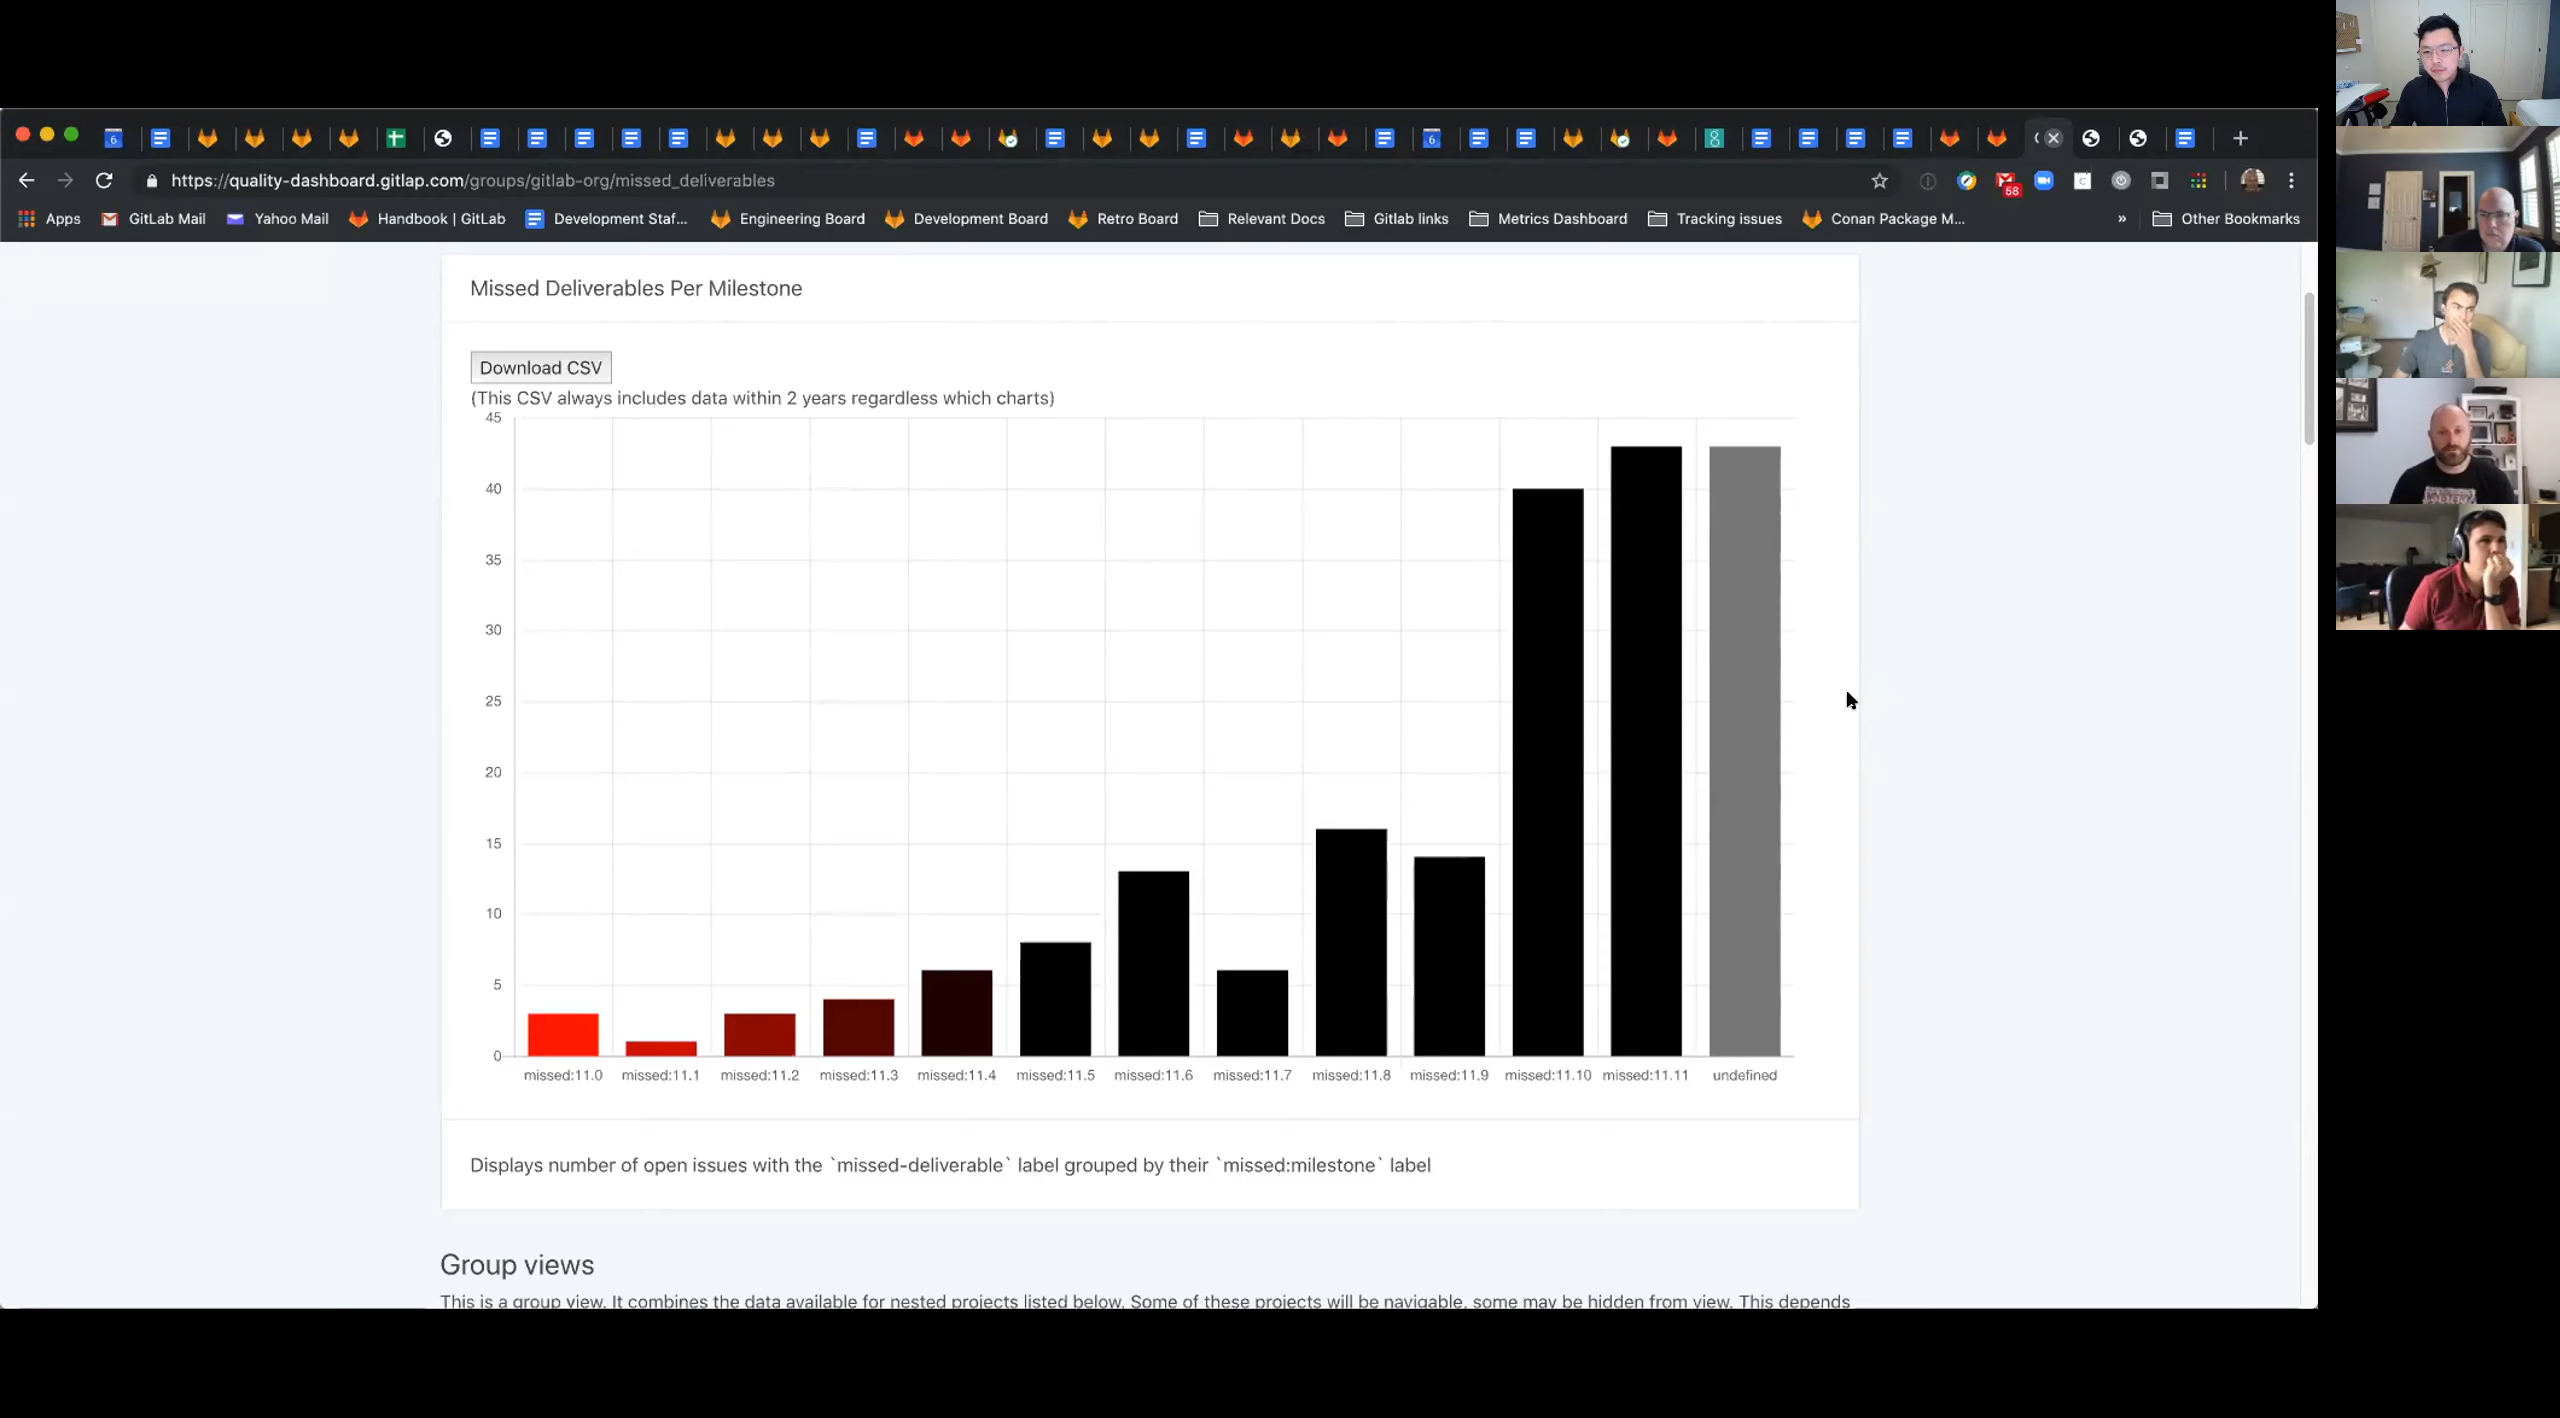 https://quality-dashboard.gitlap.com/groups/gitlab-org/missed_deliverables
58
Apps GitLab Mail Yahoo Mail Handbook | GitLab Development Staf... Engineering Board Development Board Retro Board Relevant Docs Gitlab links Metrics Dashboard Tracking issues Conan Package M... » Other Bookmarks
Missed Deliverables Per Milestone
Download CSV
(This CSV always includes data within 2 years regardless which charts)
45
40
35
30
25
20
15
10
5
0
missed:11.0 missed:11.1 missed:11.2 missed:11.3 missed:11.4 missed:11.5 missed:11.6 missed:11.7 missed:11.8 missed:11.9 missed:11.10 missed:11.11 undefined
Displays number of open issues with the `missed-deliverable` label grouped by their `missed:milestone` label
Group views
This is a group view. It combines the data available for nested projects listed below. Some of these projects will be navigable, some may be hidden from view. This depends